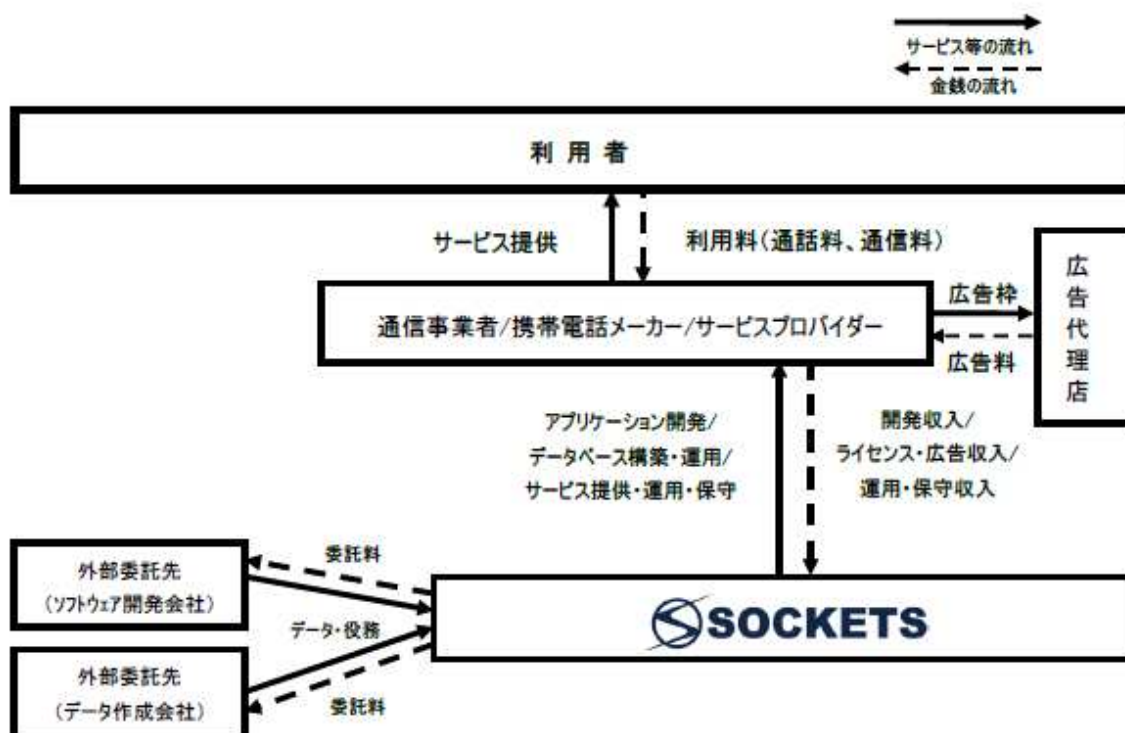 サービス等の流れ
金銭の流れ
利用者
サービス提供
利用料(通話料、通信料)
広告代理店
通信事業者/携帯電話メーカー/サービスプロバイダー
広告枠
広告料
アプリケーション開発/
データベース構築・運用/
サービス提供・運用・保守
開発収入/
ライセンス・広告収入/
運用・保守収入
外部委託先
(ソフトウェア開発会社)
委託料
データ・役務
SOCKETS
外部委託先
(データ作成会社)
委託料